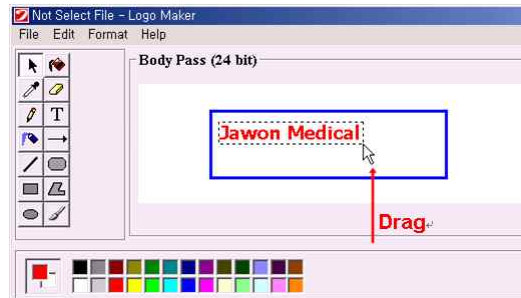 Not Select File - Logo Maker
File Edit Format Help
Body Pass (24 bit)
T
Jawon Medical
Drag